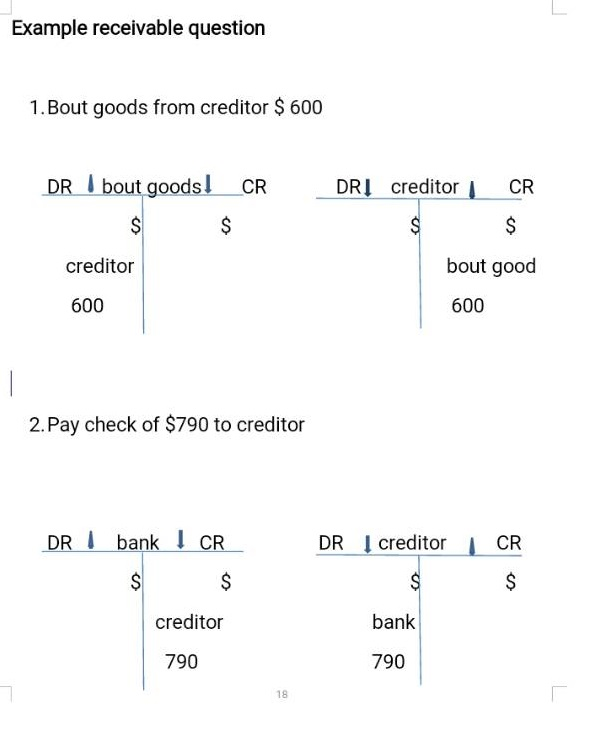 Example receivable question
1. Bout goods from creditor $ 600
DR bout goods CR DR creditor CR
$ $ $ $
creditor bout good
600 600
2. Pay check of $790 to creditor
DR bank CR DR creditor CR
$ $ $ $
creditor bank
790 790
18